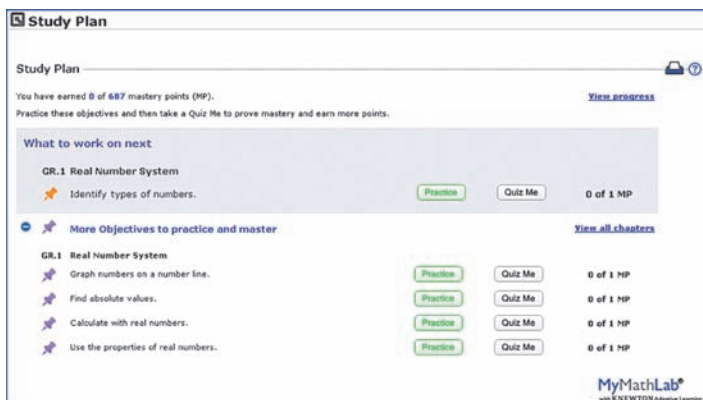 Study Plan
Study Plan
You have earned 0 of 687 mastery points (MP). View progress
Practice these objectives and then take a Quiz Me to prove mastery and earn more points.
What to work on next
GR.1 Real Number System
Identify types of numbers. Practice Quiz Me 0 of 1 MP
More Objectives to practice and master View all chapters
GR.1 Real Number System
Graph numbers on a number line. Practice Quiz Me 0 of 1 MP
Find absolute values. Practice Quiz Me 0 of 1 MP
Calculate with real numbers. Practice Quiz Me 0 of 1 MP
Use the properties of real numbers. Practice Quiz Me 0 of 1 MP
MyMathLab®
with KNEWTON Adaptive Learning